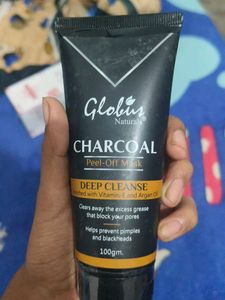 Globus
Naturals
CHARCOAL
Peel-Off Mask
DEEP CLEANSE
Enriched with Vitamin-E and Argan Oil
Clears away the excess grease
that block your pores
Helps prevent pimples
and blackheads
100gm.